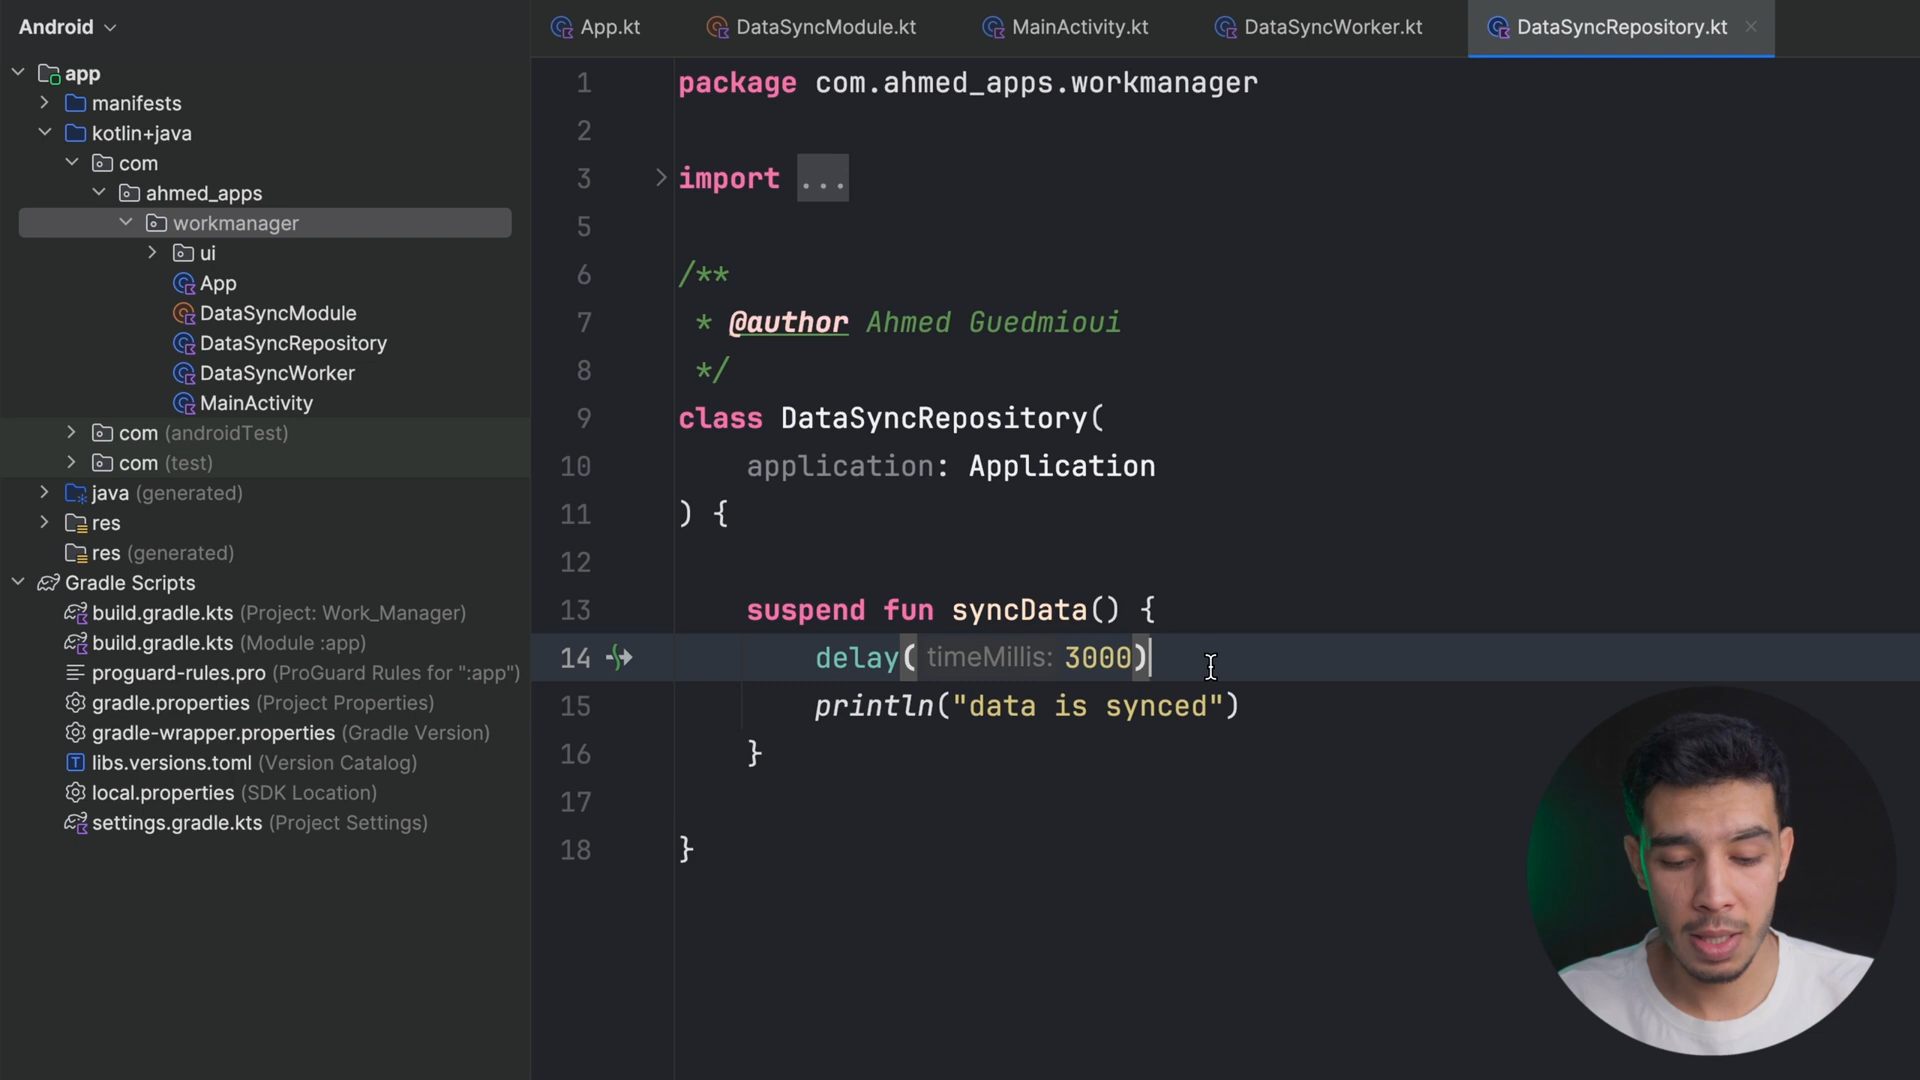 Android
App.kt
DataSyncModule.kt
MainActivity.kt
DataSyncWorker.kt
DataSyncRepository.kt
app
manifests
kotlin+java
com
ahmed_apps
workmanager
ui
App
DataSyncModule
DataSyncRepository
DataSyncWorker
MainActivity
com (androidTest)
com (test)
java (generated)
res
res (generated)
Gradle Scripts
build.gradle.kts (Project: Work_Manager)
build.gradle.kts (Module :app)
proguard-rules.pro (ProGuard Rules for ":app")
gradle.properties (Project Properties)
gradle-wrapper.properties (Gradle Version)
libs.versions.toml (Version Catalog)
local.properties (SDK Location)
settings.gradle.kts (Project Settings)
1 package com.ahmed_apps.workmanager
2
3 import ...
5
6 /**
7 * @author Ahmed Guedmioui
8 */
9 class DataSyncRepository(
10 application: Application
11 ) {
12
13 suspend fun syncData() {
14 delay( timeMillis: 3000)
15 println("data is synced")
16 }
17
18 }